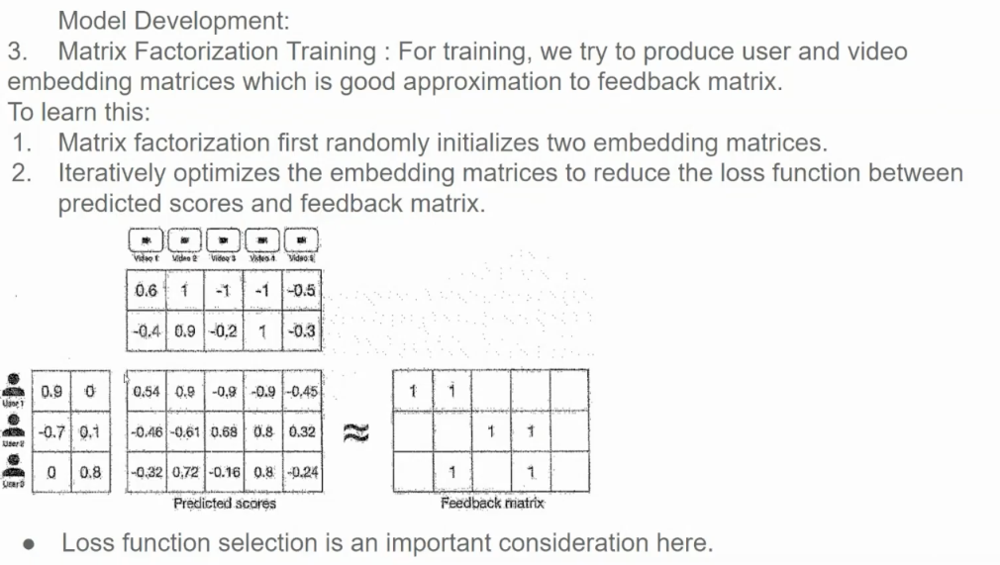 Model Development:
3. Matrix Factorization Training : For training, we try to produce user and video
embedding matrices which is good approximation to feedback matrix.
To learn this:
1. Matrix factorization first randomly initializes two embedding matrices.
2. Iteratively optimizes the embedding matrices to reduce the loss function between
predicted scores and feedback matrix.
Video 1 Video 2 Video 3 Video 4 Video 5
0.6 1 -1 -1 -0.5
-0.4 0.9 -0.2 1 -0.3
User 1 0.9 0 0.54 0.9 -0.9 -0.9 -0.45 1 1
User 2 -0.7 0.1 -0.46 -0.61 0.68 0.8 0.32 ≈ 1 1
User 3 0 0.8 -0.32 0.72 -0.16 0.8 -0.24 1 1
Predicted scores Feedback matrix
● Loss function selection is an important consideration here.